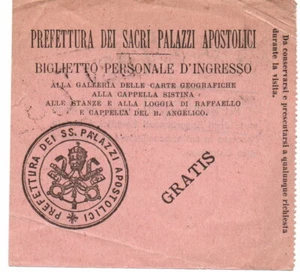 PREFETTURA DEI SACRI PALAZZI APOSTOLICI
BIGLIETTO PERSONALE D'INGRESSO
ALLA GALLERIA DELLE CARTE GEOGRAFICHE
ALLA CAPPELLA SISTINA -
ALLE STANZE E ALLA LOGGIA DI RAFFAELLO
E CAPPELLA DEL B. ANGELICO.
GRATIS
PREFETTURA DEI SS. PALAZZI APOSTOLICI
Da conservarsi e presentarsi a qualunque richiesta
durante la visita.